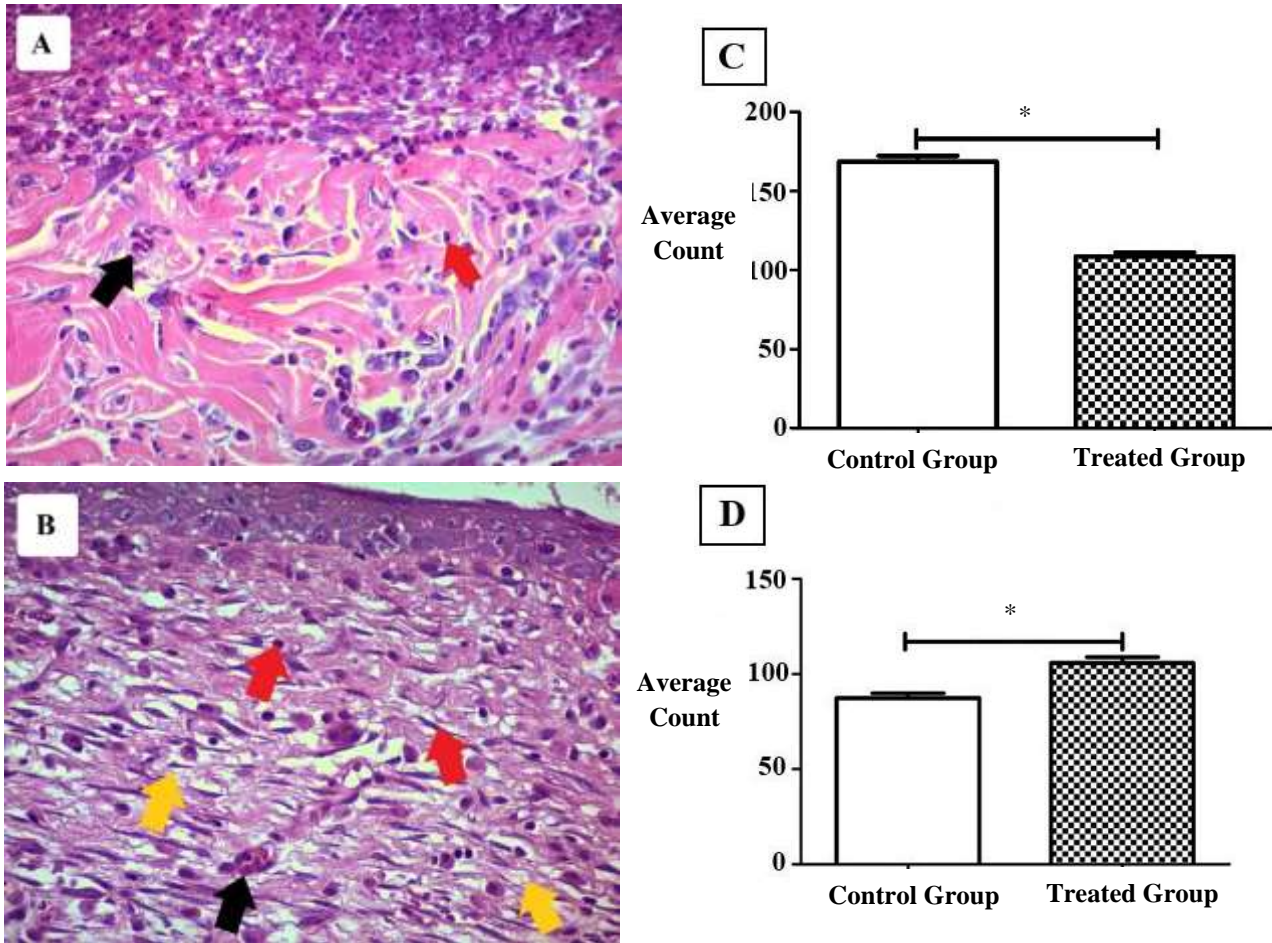 A
B
C
*
200
150
100
50
0
Average
Count
Control Group
Treated Group
D
*
150
100
50
0
Average
Count
Control Group
Treated Group